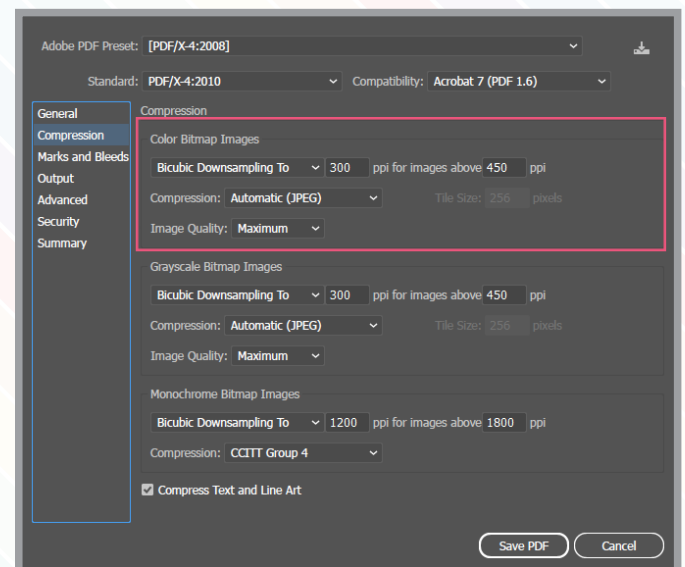 Adobe PDF Preset: [PDF/X-4:2008]
Standard: PDF/X-4:2010 Compatibility: Acrobat 7 (PDF 1.6)
General
Compression
Marks and Bleeds
Output
Advanced
Security
Summary
Compression
Color Bitmap Images
Bicubic Downsampling To 300 ppi for images above 450 ppi
Compression: Automatic (JPEG) Tile Size: 256 pixels
Image Quality: Maximum
Grayscale Bitmap Images
Bicubic Downsampling To 300 ppi for images above 450 ppi
Compression: Automatic (JPEG) Tile Size: 256 pixels
Image Quality: Maximum
Monochrome Bitmap Images
Bicubic Downsampling To 1200 ppi for images above 1800 ppi
Compression: CCITT Group 4
Compress Text and Line Art
Save PDF Cancel